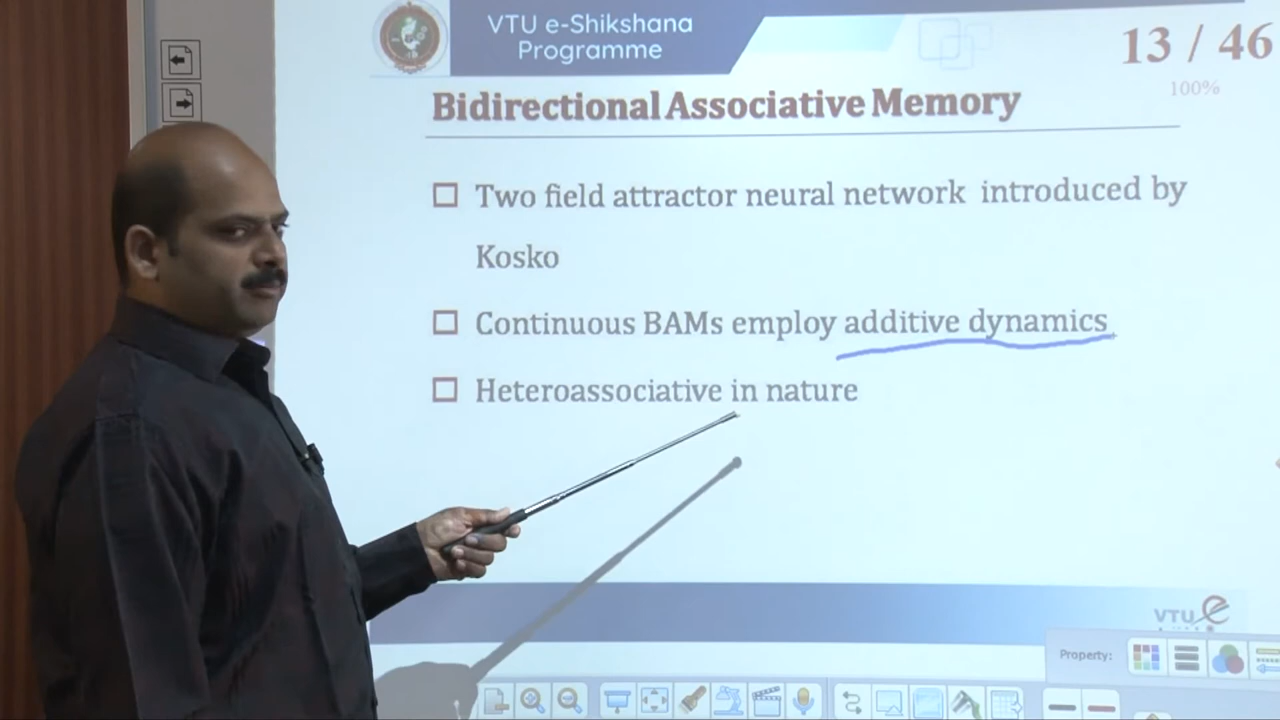 VTU e-Shikshana
Programme
13 / 46
100%
Bidirectional Associative Memory
Two field attractor neural network introduced by
Kosko
Continuous BAMs employ additive dynamics
Heteroassociative in nature
VTU e
Property: